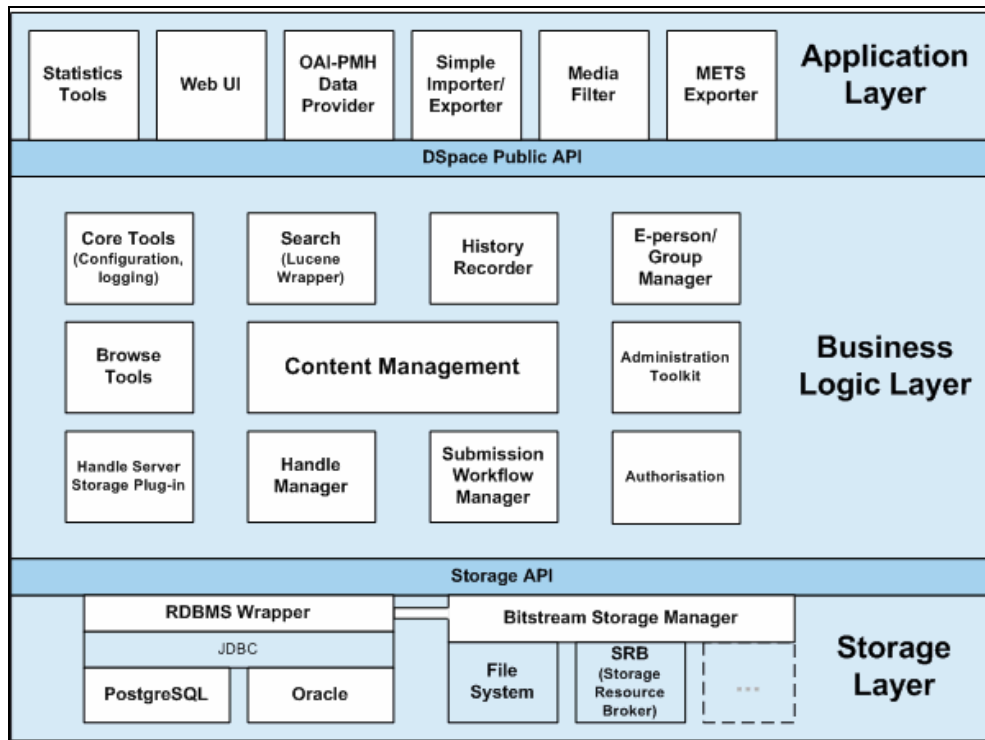 Statistics
Tools
Web UI
OAI-PMH
Data
Provider
Simple
Importer/
Exporter
Media
Filter
METS
Exporter
Application
Layer
DSpace Public API
Core Tools
(Configuration,
logging)
Search
(Lucene
Wrapper)
History
Recorder
E-person/
Group
Manager
Browse
Tools
Content Management
Administration
Toolkit
Business
Logic Layer
Handle Server
Storage Plug-in
Handle
Manager
Submission
Workflow
Manager
Authorisation
Storage API
RDBMS Wrapper
JDBC
PostgreSQL
Oracle
Bitstream Storage Manager
File
System
SRB
(Storage
Resource
Broker)
...
Storage
Layer